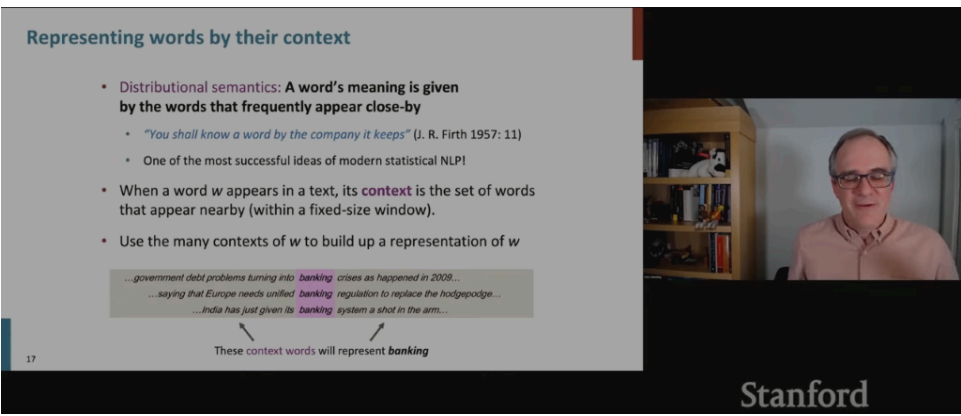 Representing words by their context
• Distributional semantics: A word's meaning is given
by the words that frequently appear close-by
• "You shall know a word by the company it keeps" (J. R. Firth 1957: 11)
• One of the most successful ideas of modern statistical NLP!
• When a word w appears in a text, its context is the set of words
that appear nearby (within a fixed-size window).
• Use the many contexts of w to build up a representation of w
...government debt problems turning into banking crises as happened in 2009...
...saying that Europe needs unified banking regulation to replace the hodgepodge...
...India has just given its banking system a shot in the arm...
These context words will represent banking
17
Stanford